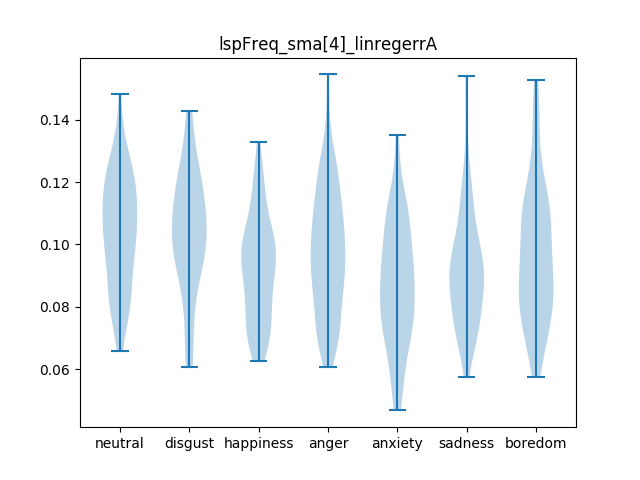 lspFreq_sma[4]_linregerrA
0.14
0.12
0.10
0.08
0.06
neutral disgust happiness anger anxiety sadness boredom